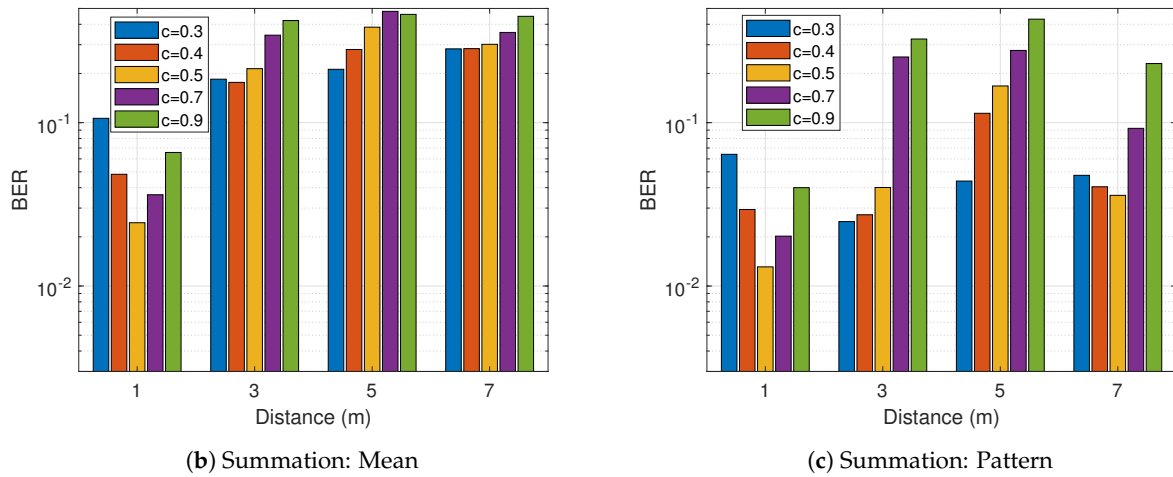 c=0.3
c=0.4
c=0.5
c=0.7
c=0.9
10^-1
10^-2
BER
1 3 5 7
Distance (m)
(b) Summation: Mean
c=0.3
c=0.4
c=0.5
c=0.7
c=0.9
10^-1
10^-2
BER
1 3 5 7
Distance (m)
(c) Summation: Pattern